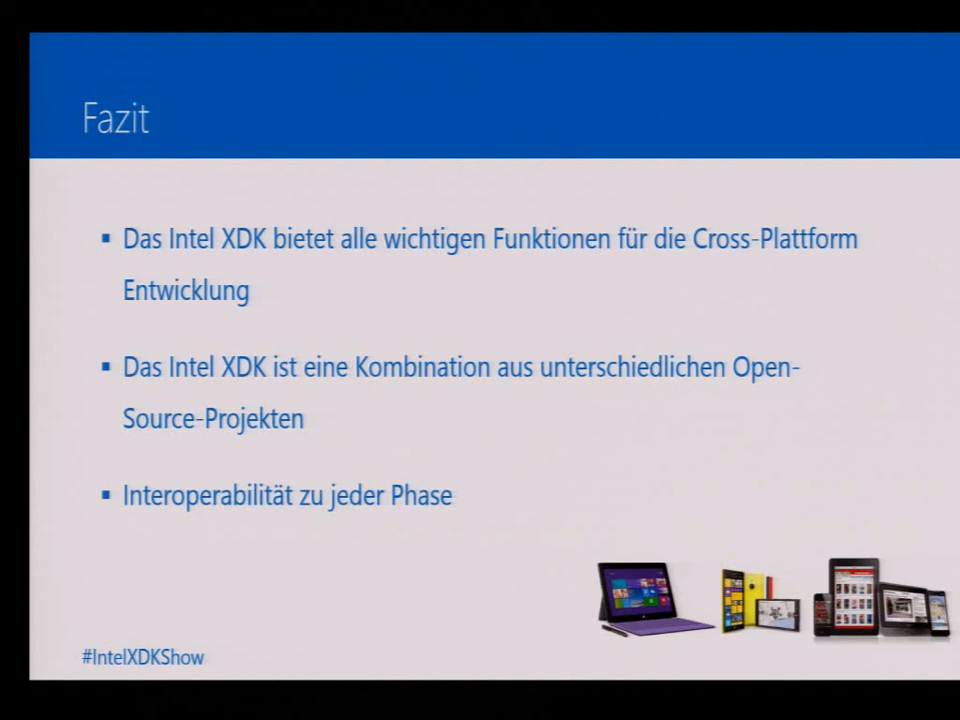 Fazit
▪ Das Intel XDK bietet alle wichtigen Funktionen für die Cross-Plattform
Entwicklung
▪ Das Intel XDK ist eine Kombination aus unterschiedlichen Open-
Source-Projekten
▪ Interoperabilität zu jeder Phase
#IntelXDKShow